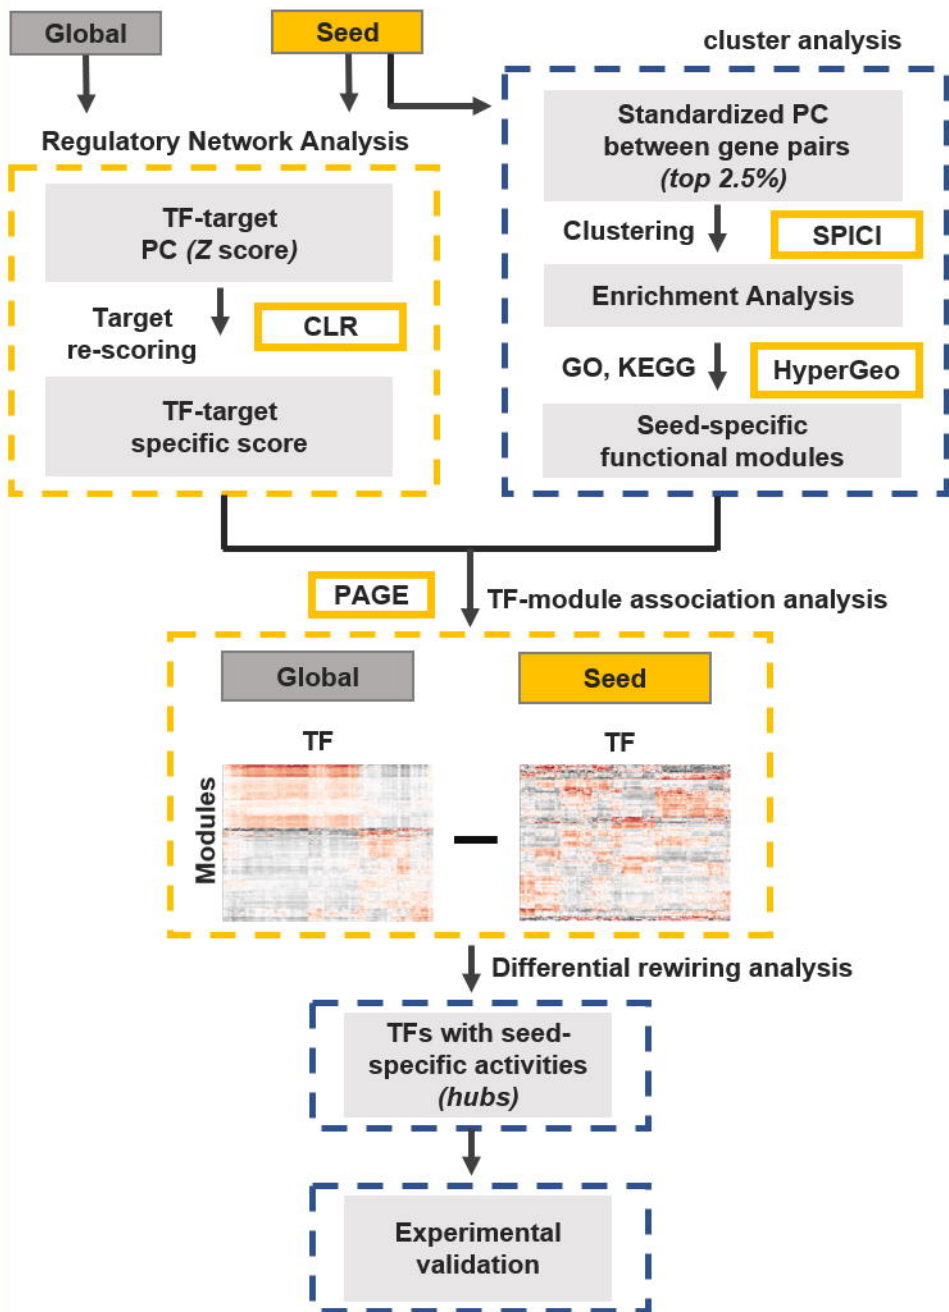 Global
Seed
cluster analysis
Regulatory Network Analysis
TF-target
PC (Z score)
Target
re-scoring
CLR
TF-target
specific score
Standardized PC
between gene pairs
(top 2.5%)
Clustering
SPICI
Enrichment Analysis
GO, KEGG
HyperGeo
Seed-specific
functional modules
PAGE
TF-module association analysis
Global
Seed
TF
TF
Modules
Differential rewiring analysis
TFs with seed-
specific activities
(hubs)
Experimental
validation